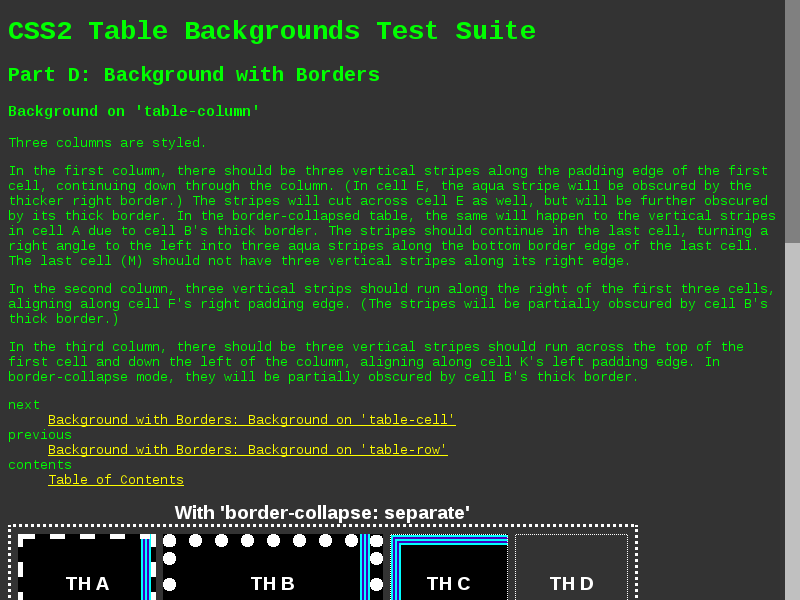 CSS2 Table Backgrounds Test Suite
Part D: Background with Borders
Background on 'table-column'
Three columns are styled.
In the first column, there should be three vertical stripes along the padding edge of the first
cell, continuing down through the column. (In cell E, the aqua stripe will be obscured by the
thicker right border.) The stripes will cut across cell E as well, but will be further obscured
by its thick border. In the border-collapsed table, the same will happen to the vertical stripes
in cell A due to cell B's thick border. The stripes should continue in the last cell, turning a
right angle to the left into three aqua stripes along the bottom border edge of the last cell.
The last cell (M) should not have three vertical stripes along its right edge.
In the second column, three vertical strips should run along the right of the first three cells,
aligning along cell F's right padding edge. (The stripes will be partially obscured by cell B's
thick border.)
In the third column, there should be three vertical stripes should run across the top of the
first cell and down the left of the column, aligning along cell K's left padding edge. In
border-collapse mode, they will be partially obscured by cell B's thick border.
next
Background with Borders: Background on 'table-cell'
previous
Background with Borders: Background on 'table-row'
contents
Table of Contents
With 'border-collapse: separate'
TH A TH B TH C TH D